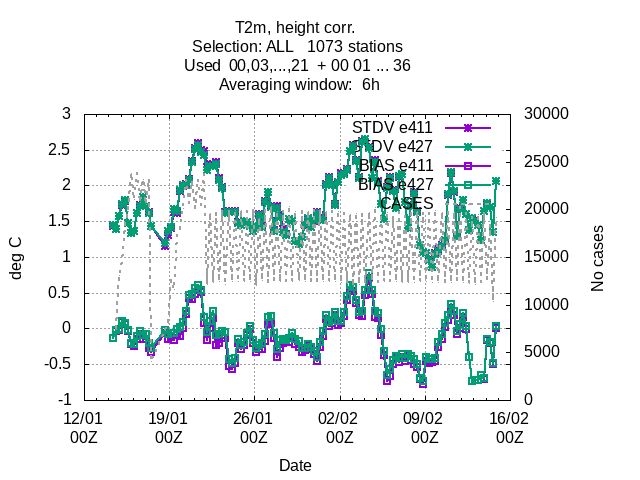 T2m, height corr.
Selection: ALL   1073 stations
Used  00,03,...,21  + 00 01 ... 36
Averaging window:  6h
STDV e411
STDV e427
BIAS e411
BIAS e427
CASES
3
2.5
2
1.5
1
0.5
0
-0.5
-1
deg C
30000
25000
20000
15000
10000
5000
0
No cases
12/01 19/01 26/01 02/02 09/02 16/02
00Z 00Z 00Z 00Z 00Z 00Z
Date